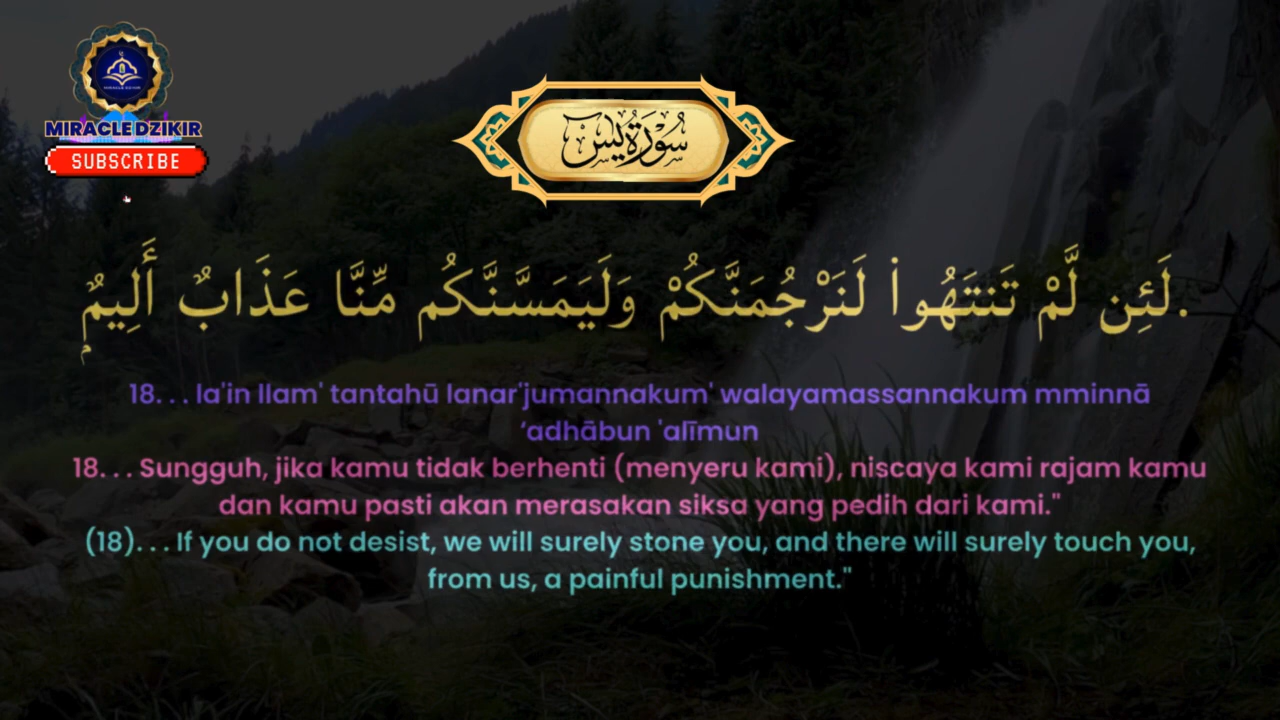 MIRACLE DZIKIR
MIRACLE DZIKIR
SUBSCRIBE
سُوْرَةُ يٰسٓ
.لَئِن لَّمْ تَنتَهُوا۟ لَنَرْجُمَنَّكُمْ وَلَيَمَسَّنَّكُم مِّنَّا عَذَابٌ أَلِيمٌۭ
18. . . la'in llam' tantahū lanar'jumannakum' walayamassannakum mminnā
‘adhābun 'alīmun
18. . . Sungguh, jika kamu tidak berhenti (menyeru kami), niscaya kami rajam kamu
dan kamu pasti akan merasakan siksa yang pedih dari kami."
(18). . . If you do not desist, we will surely stone you, and there will surely touch you,
from us, a painful punishment."